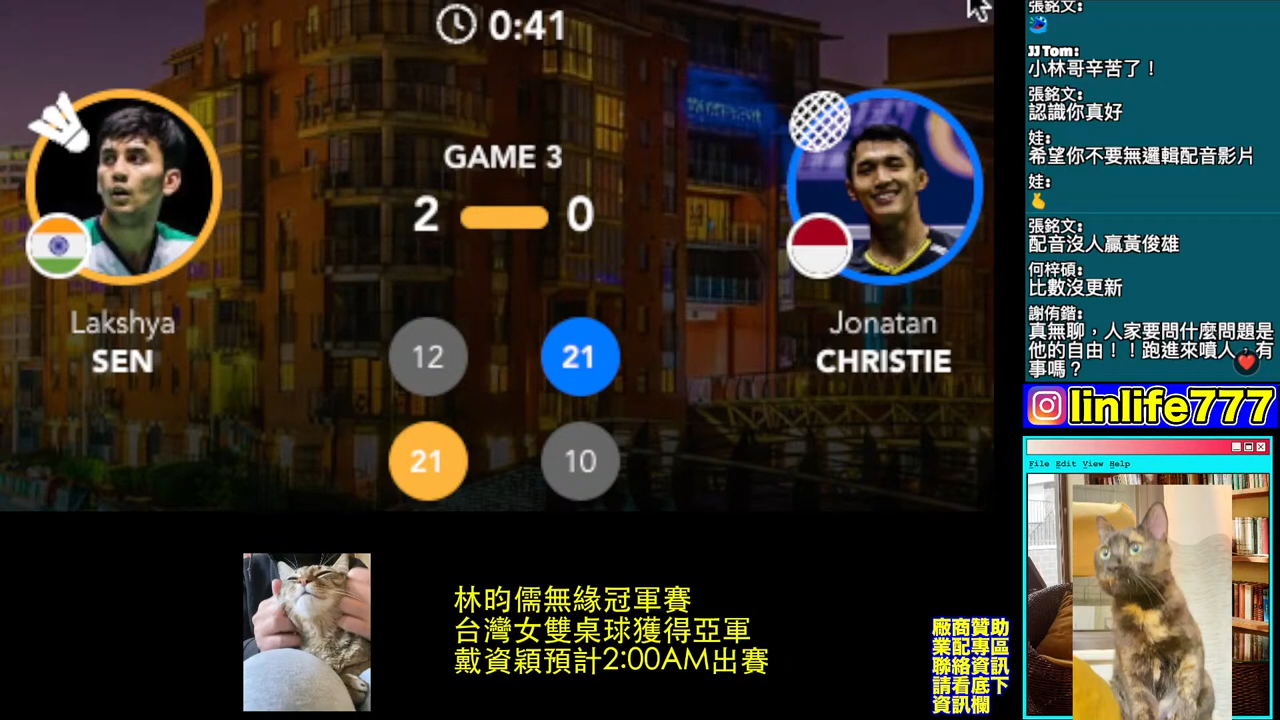 0:41
GAME 3
2 0
Lakshya
SEN
Jonatan
CHRISTIE
12 21
21 10
張銘文:
JJ Tom:
小林哥辛苦了！
張銘文:
認識你真好
娃:
希望你不要無邏輯配音影片
娃:
張銘文:
配音沒人贏黃俊雄
何梓碩:
比數沒更新
謝侑鍇:
真無聊，人家要問什麼問題是
他的自由！！跑進來噴人，有
事嗎？
linlife777
File Edit View Help
林昀儒無緣冠軍賽
台灣女雙桌球獲得亞軍
戴資穎預計2:00AM出賽
廠商贊助
業配專區
聯絡資訊
請看底下
資訊欄